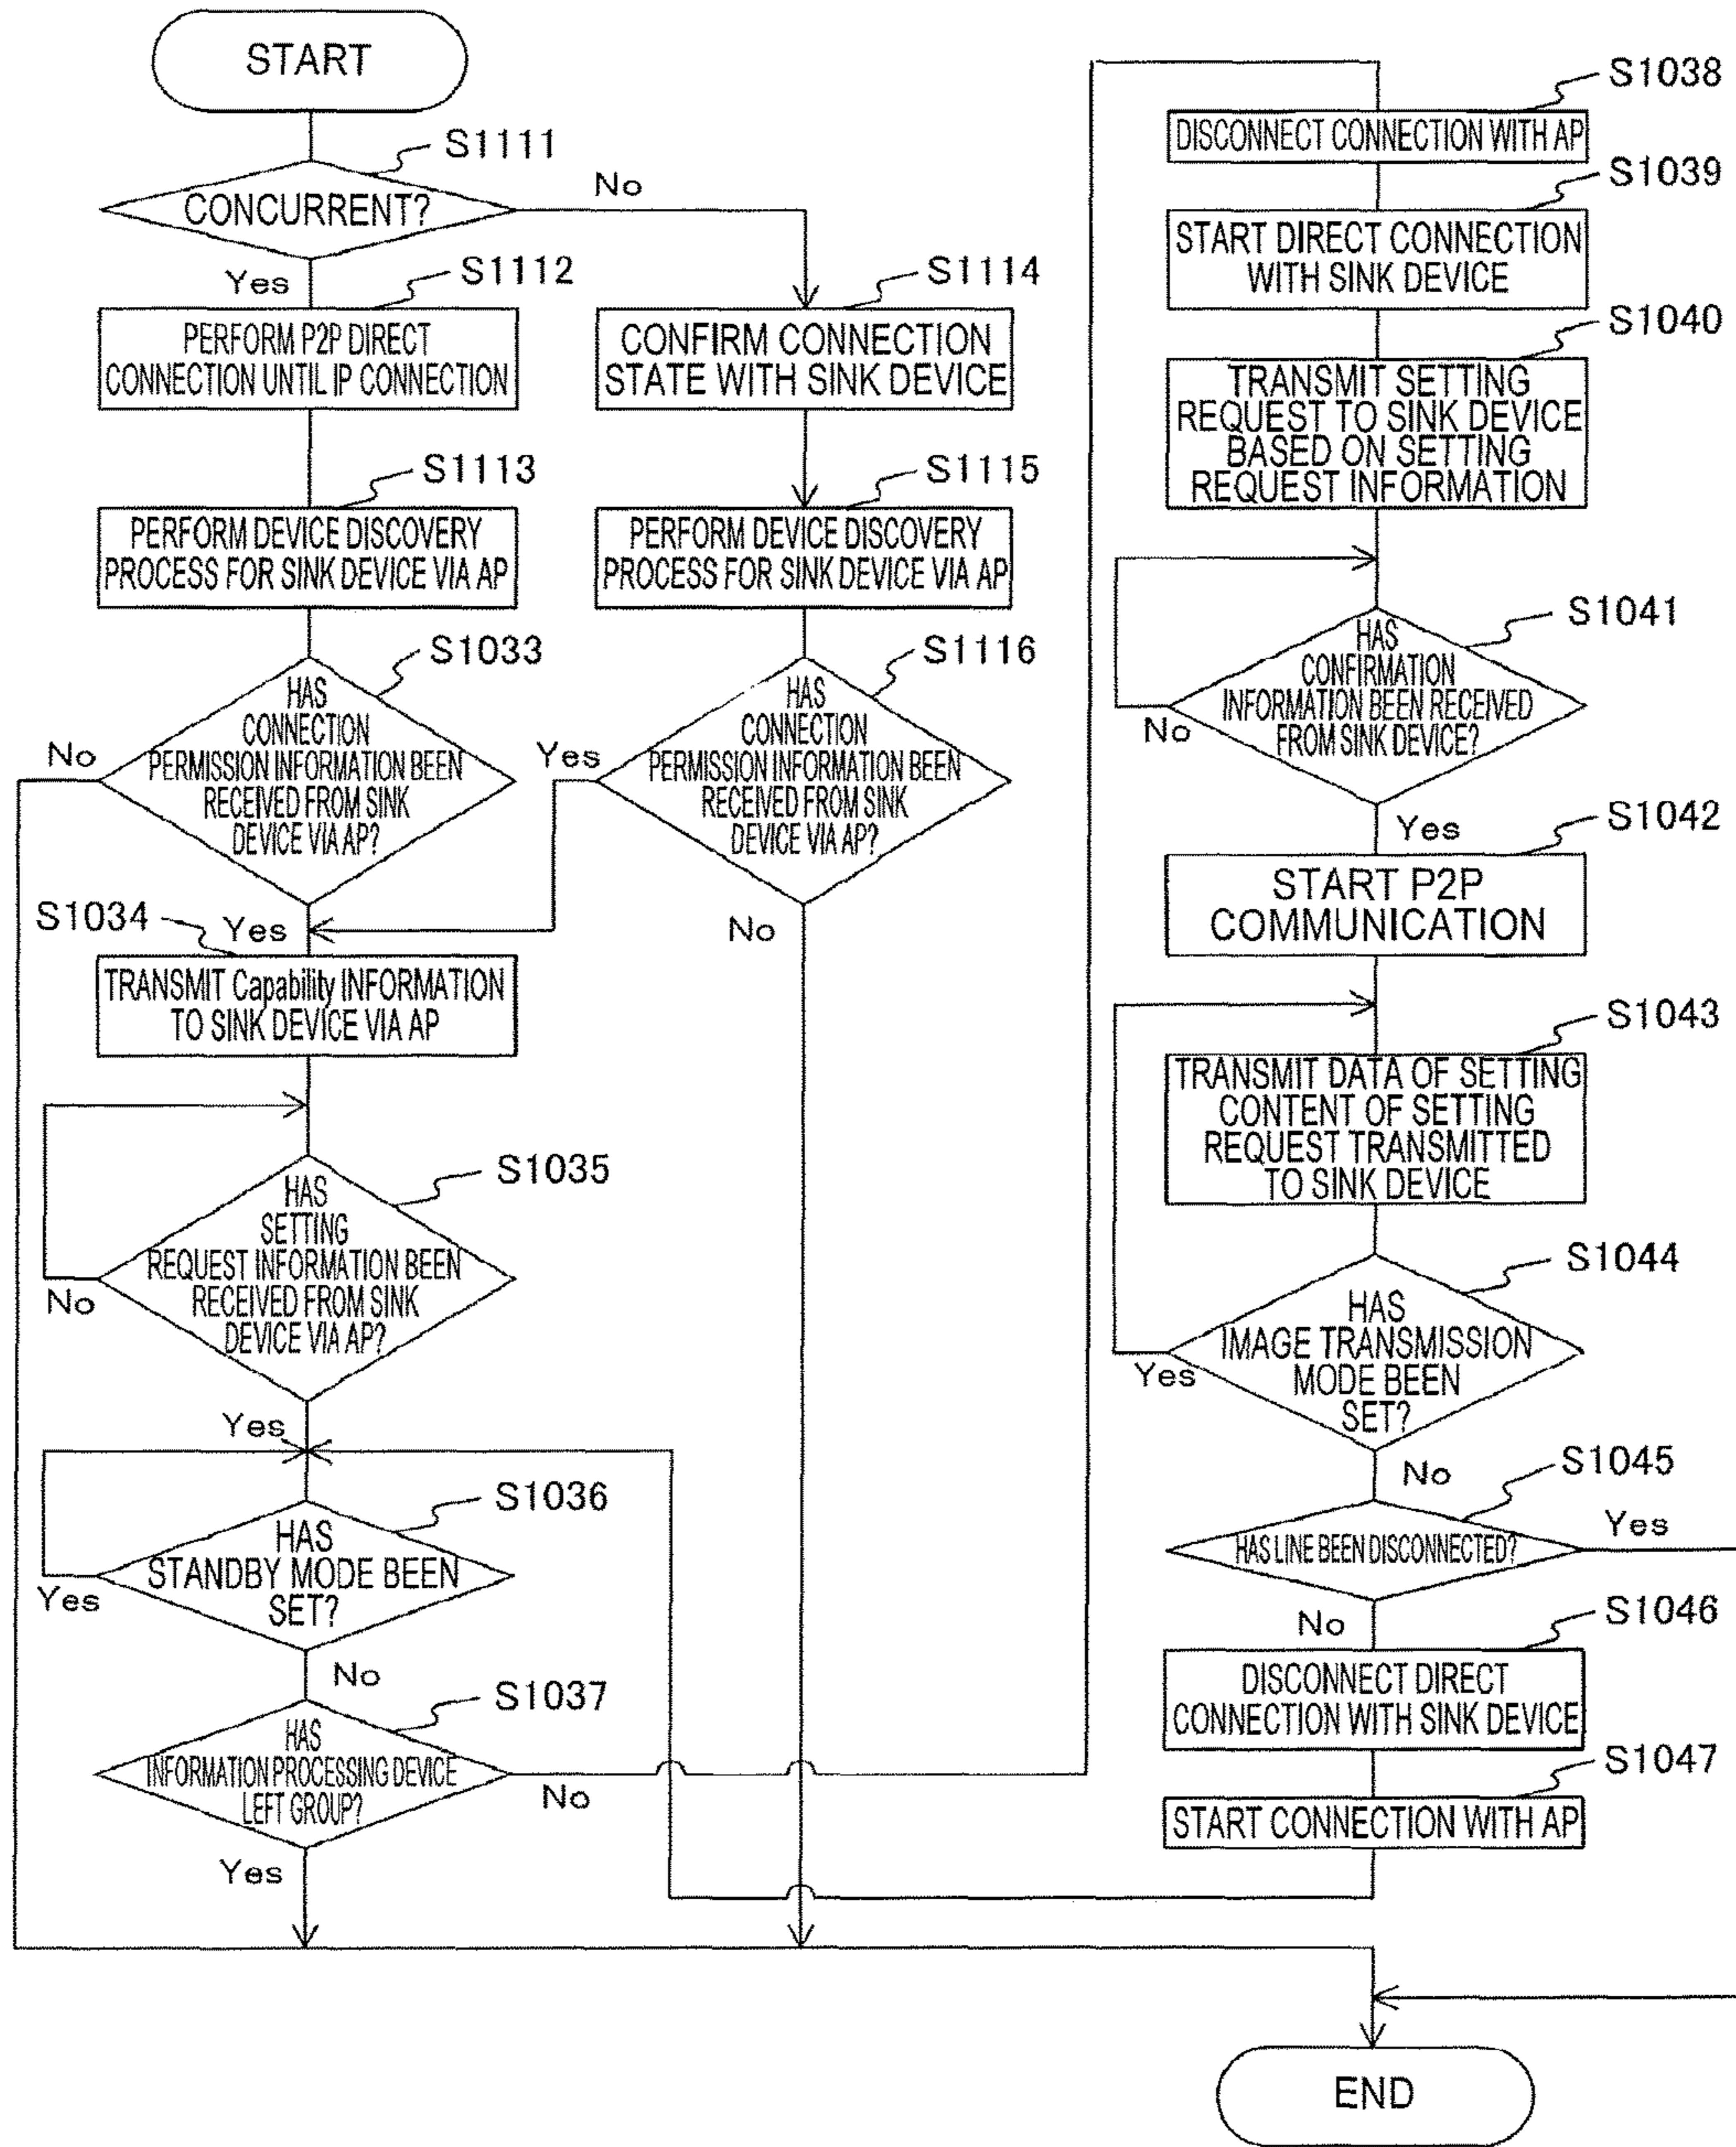 START
S1111
CONCURRENT?
No
Yes
S1112
PERFORM P2P DIRECT
CONNECTION UNTIL IP CONNECTION
S1114
CONFIRM CONNECTION
STATE WITH SINK DEVICE
S1113
PERFORM DEVICE DISCOVERY
PROCESS FOR SINK DEVICE VIA AP
S1115
PERFORM DEVICE DISCOVERY
PROCESS FOR SINK DEVICE VIA AP
S1033
HAS
CONNECTION
PERMISSION INFORMATION BEEN
RECEIVED FROM SINK
DEVICE VIA AP?
No
Yes
S1116
HAS
CONNECTION
PERMISSION INFORMATION BEEN
RECEIVED FROM SINK
DEVICE VIA AP?
Yes
No
S1034
TRANSMIT Capability INFORMATION
TO SINK DEVICE VIA AP
S1035
HAS
SETTING
REQUEST INFORMATION BEEN
RECEIVED FROM SINK
DEVICE VIA AP?
No
Yes
S1036
HAS
STANDBY MODE BEEN
SET?
Yes
No
S1037
HAS
INFORMATION PROCESSING DEVICE
LEFT GROUP?
No
Yes
S1038
DISCONNECT CONNECTION WITH AP
S1039
START DIRECT CONNECTION
WITH SINK DEVICE
S1040
TRANSMIT SETTING
REQUEST TO SINK DEVICE
BASED ON SETTING
REQUEST INFORMATION
S1041
HAS
CONFIRMATION
INFORMATION BEEN RECEIVED
FROM SINK DEVICE?
No
Yes
S1042
START P2P
COMMUNICATION
S1043
TRANSMIT DATA OF SETTING
CONTENT OF SETTING
REQUEST TRANSMITTED
TO SINK DEVICE
S1044
HAS
IMAGE TRANSMISSION
MODE BEEN
SET?
Yes
No
S1045
HAS LINE BEEN DISCONNECTED?
Yes
No
S1046
DISCONNECT DIRECT
CONNECTION WITH SINK DEVICE
S1047
START CONNECTION WITH AP
END